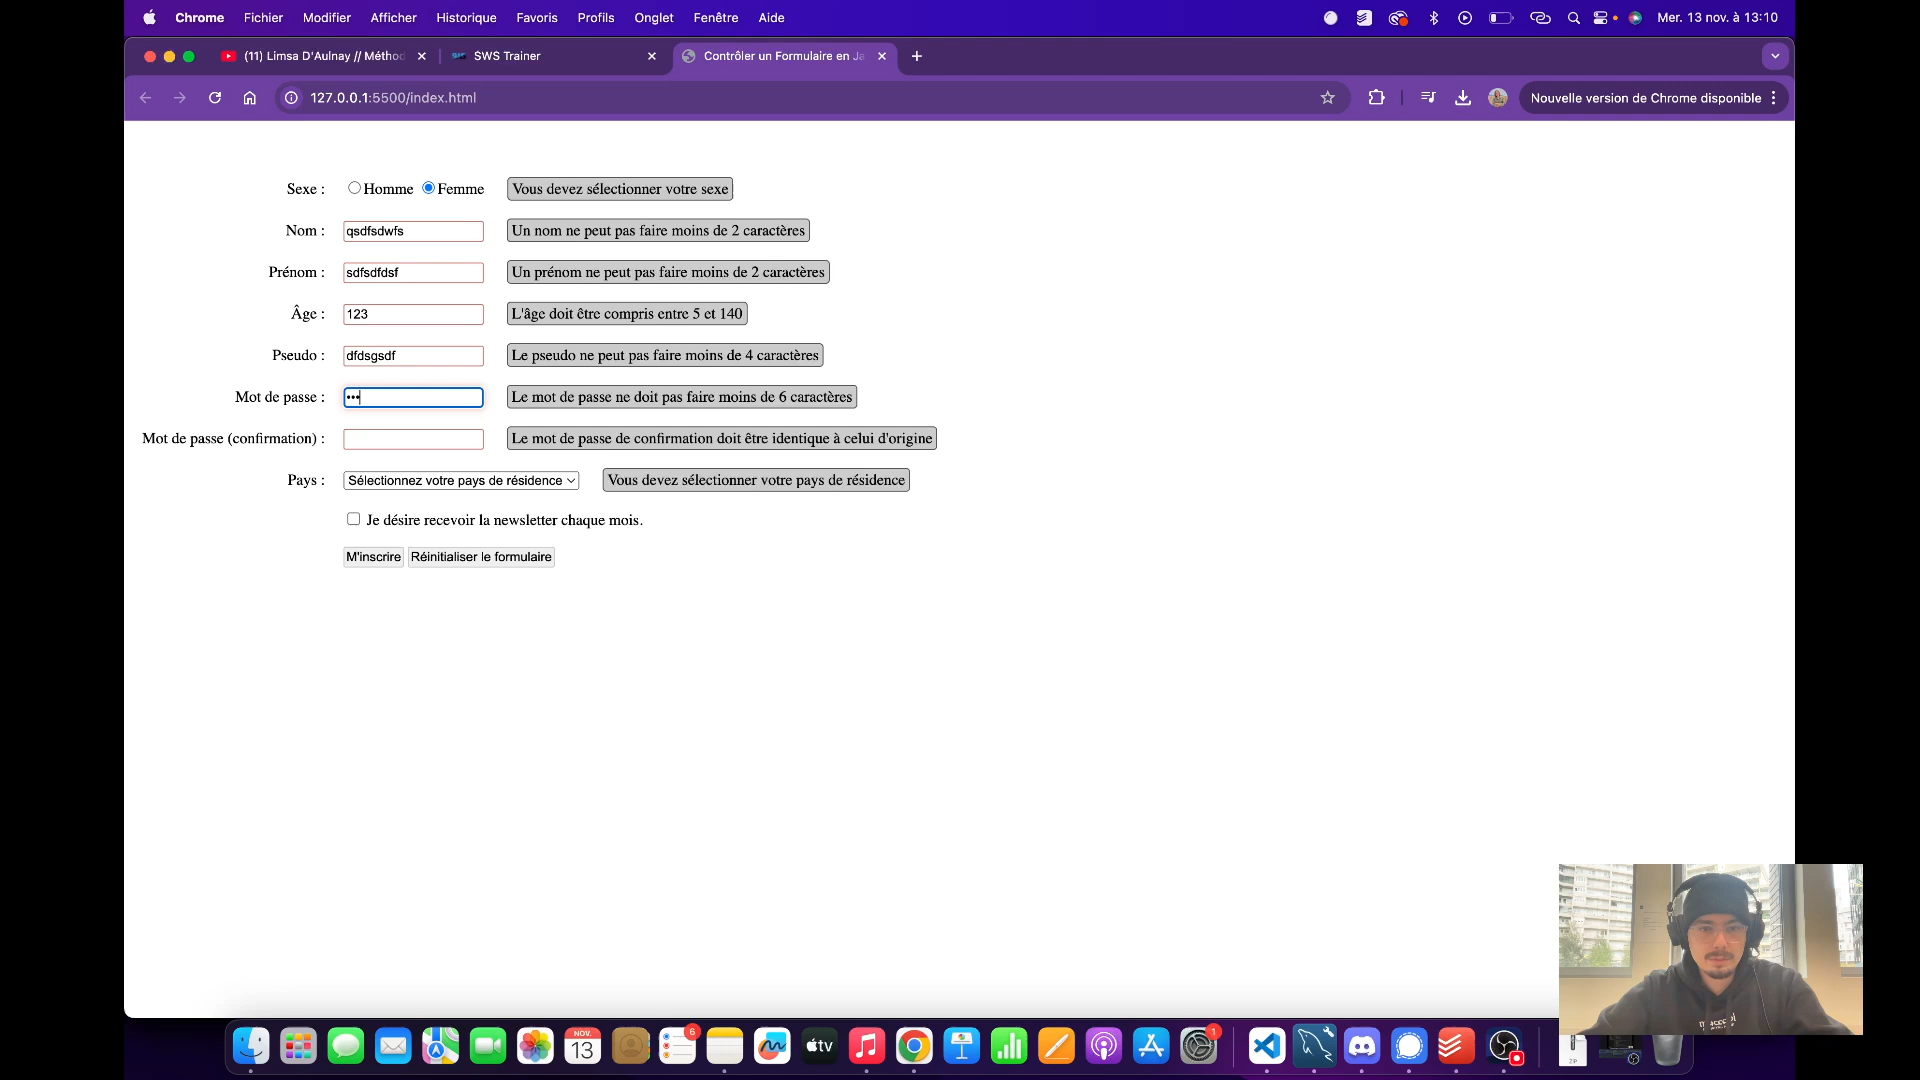 Chrome Fichier Modifier Afficher Historique Favoris Profils Onglet Fenêtre Aide Mer. 13 nov. à 13:10
(11) Limsa D'Aulnay // Métho SWS Trainer Contrôler un Formulaire en Ja
127.0.0.1:5500/index.html Nouvelle version de Chrome disponible
Sexe : Homme Femme Vous devez sélectionner votre sexe
Nom : qsdfsdwfs Un nom ne peut pas faire moins de 2 caractères
Prénom : sdfsdfdsf Un prénom ne peut pas faire moins de 2 caractères
Âge : 123 L'âge doit être compris entre 5 et 140
Pseudo : dfdsgsdf Le pseudo ne peut pas faire moins de 4 caractères
Mot de passe : ••• Le mot de passe ne doit pas faire moins de 6 caractères
Mot de passe (confirmation) : Le mot de passe de confirmation doit être identique à celui d'origine
Pays : Sélectionnez votre pays de résidence Vous devez sélectionner votre pays de résidence
Je désire recevoir la newsletter chaque mois.
M'inscrire Réinitialiser le formulaire
NOV. 13 6 tv 1 ZIP